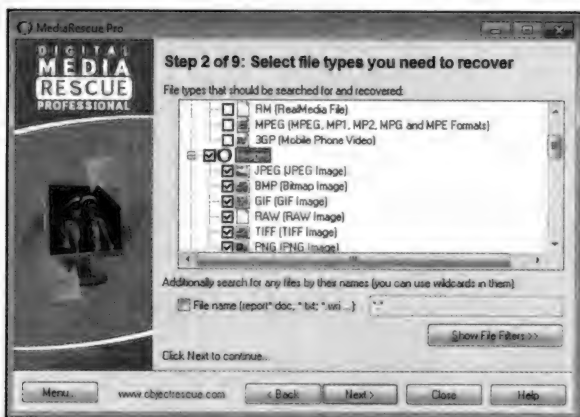 MediaRescue Pro
DIGITAL
MEDIA
RESCUE
PROFESSIONAL
Step 2 of 9: Select file types you need to recover
File types that should be searched for and recovered:
RM (RealMedia File)
MPEG (MPEG, MP1, MP2, MPG and MPE Formats)
3GP (Mobile Phone Video)
JPEG (JPEG Image)
BMP (Bitmap Image)
GIF (GIF Image)
RAW (RAW Image)
TIFF (TIFF Image)
PNG (PNG Image)
Additionally search for any files by their names (you can use wildcards in them)
File name (report*.doc, *.txt; *.wri ...)
Show File Filters >>
Click Next to continue...
Menu.. www.objectrescue.com < Back Next > Close Help